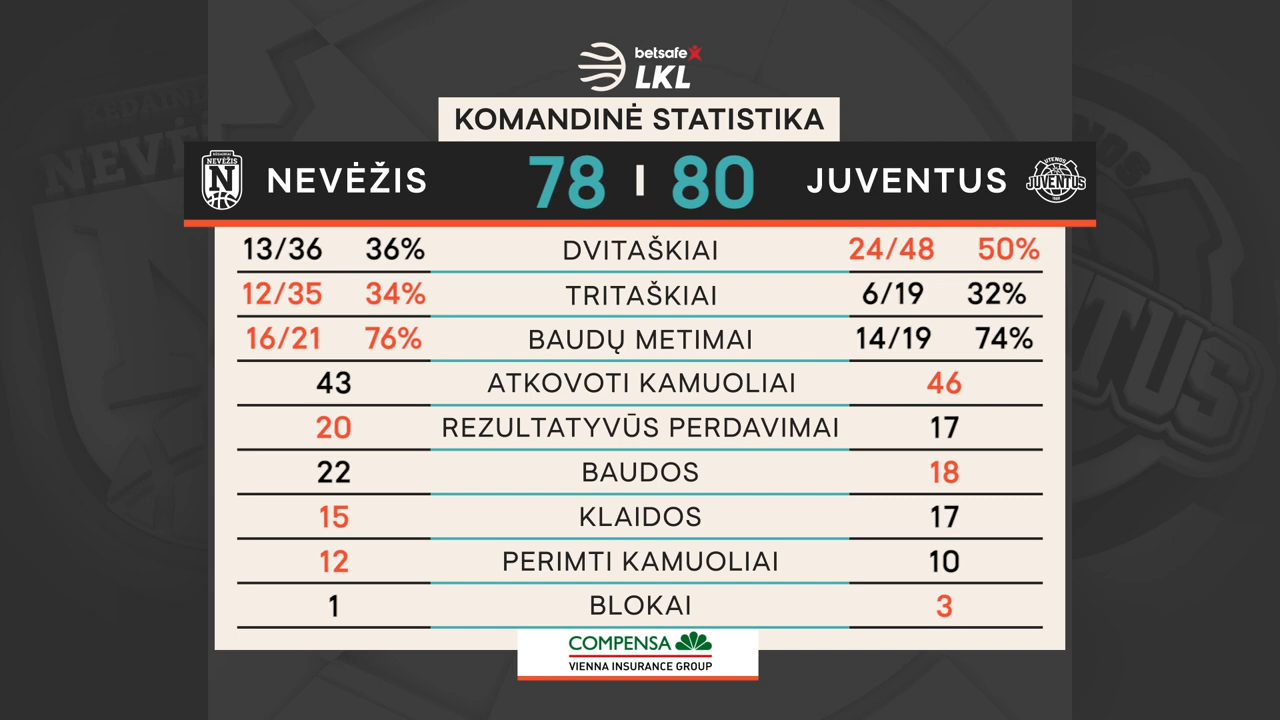 betsafe
LKL
KOMANDINĖ STATISTIKA
NEVĖŽIS 78 | 80 JUVENTUS
13/36 36% DVITAŠKIAI 24/48 50%
12/35 34% TRITAŠKIAI 6/19 32%
16/21 76% BAUDŲ METIMAI 14/19 74%
43 ATKOVOTI KAMUOLIAI 46
20 REZULTATYVŪS PERDAVIMAI 17
22 BAUDOS 18
15 KLAIDOS 17
12 PERIMTI KAMUOLIAI 10
1 BLOKAI 3
COMPENSA
VIENNA INSURANCE GROUP